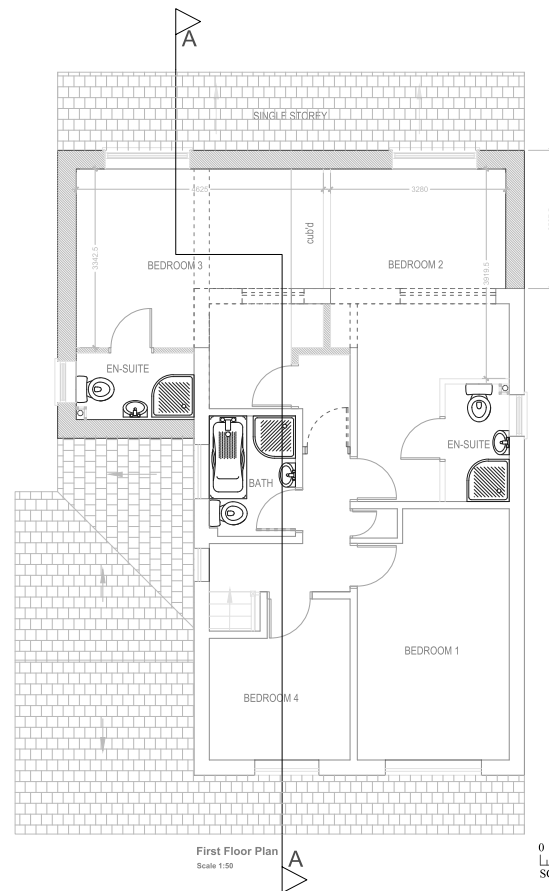 A
SINGLE STOREY
4625
3280
cub'd
3342.5
BEDROOM 3
BEDROOM 2
3919.5
EN-SUITE
EN-SUITE
BATH
BEDROOM 1
BEDROOM 4
First Floor Plan
Scale 1:50
A
0